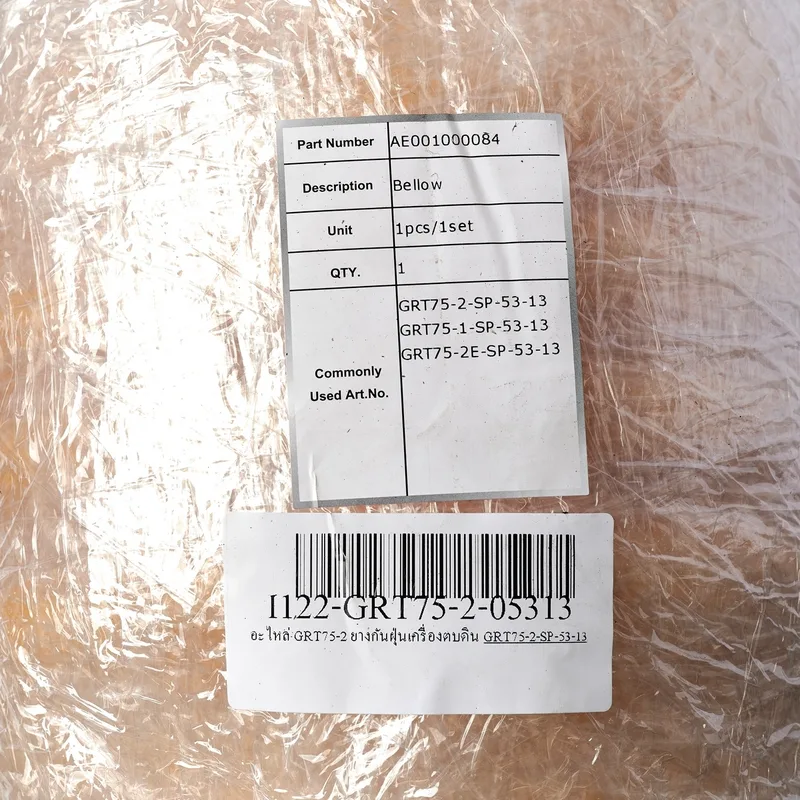 Part Number AE001000084
Description Bellow
Unit 1pcs/1set
QTY. 1
Commonly Used Art.No.
GRT75-2-SP-53-13
GRT75-1-SP-53-13
GRT75-2E-SP-53-13
I122-GRT75-2-05313
อะไหล่ GRT75-2 ยางกันฝุ่นเครื่องตบดิน GRT75-2-SP-53-13